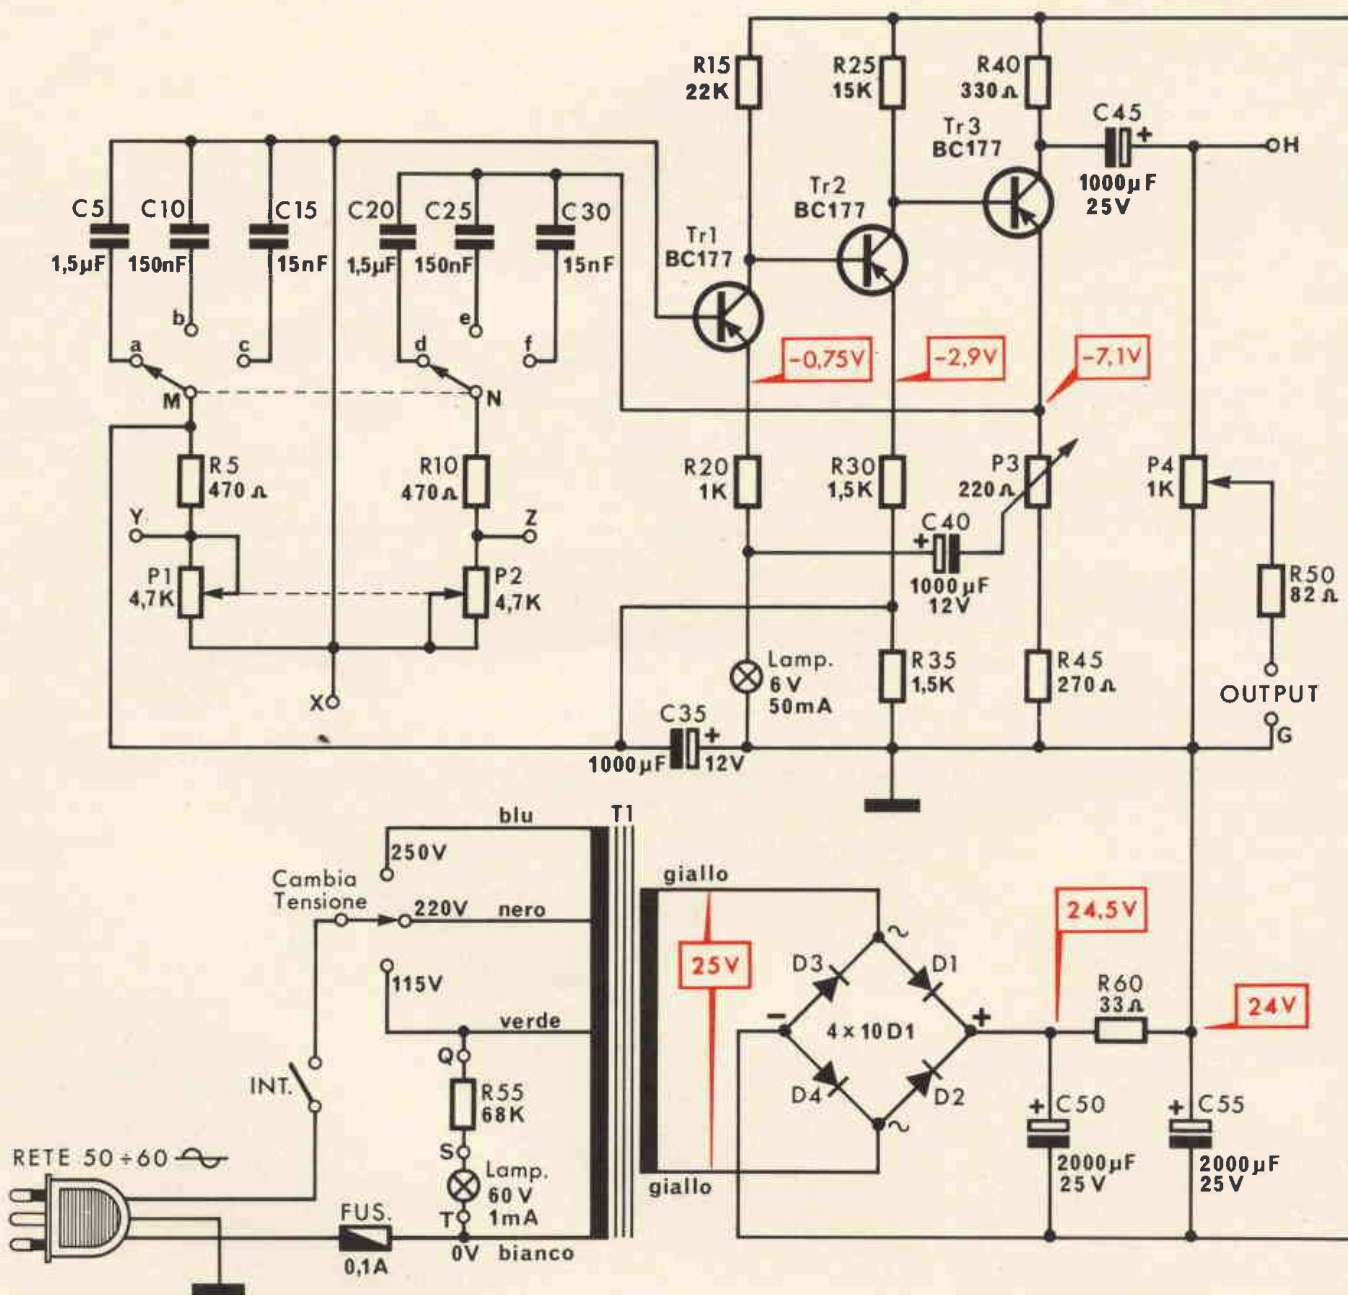 R15
22K
R25
15K
R40
330Ω
C45
+
1000µF
25V
H
Tr3
BC177
Tr2
BC177
Tr1
BC177
C5
1,5µF
C10
150nF
C15
15nF
C20
1,5µF
C25
150nF
C30
15nF
a
b
c
d
e
f
M
N
-0,75V
-2,9V
-7,1V
R5
470Ω
R10
470Ω
R20
1K
R30
1,5K
P3
220Ω
P4
1K
Y
Z
P1
4,7K
P2
4,7K
+
C40
1000µF
12V
R50
82Ω
X
Lamp.
6V
50mA
R35
1,5K
R45
270Ω
OUTPUT
G
C35
+
1000µF
12V
T1
blu
250V
Cambia
Tensione
220V
nero
115V
verde
giallo
25V
giallo
~
D3
D1
-
4×10D1
+
D4
D2
~
24,5V
R60
33Ω
24V
+
C50
2000µF
25V
+
C55
2000µF
25V
INT.
Q
R55
68K
S
Lamp.
60V
1mA
T
0V
bianco
RETE 50÷60
FUS.
0,1A